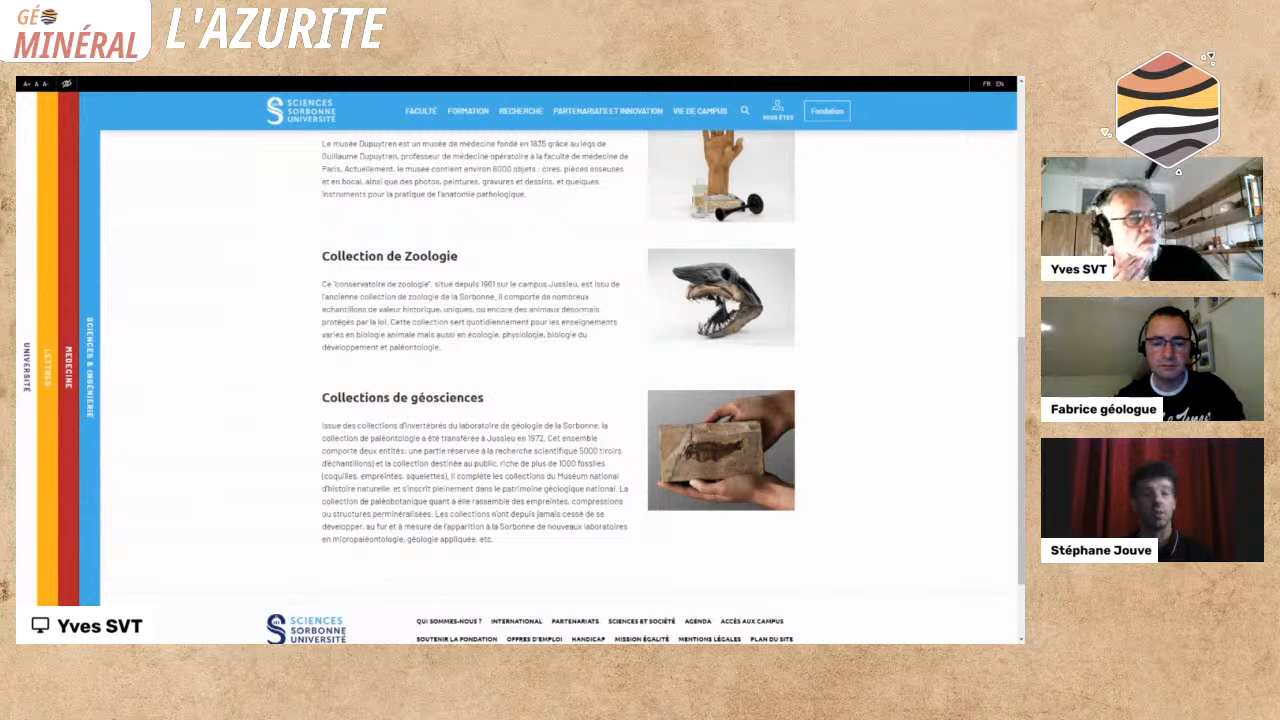 GÉO
MINÉRAL
L'AZURITE
A+ A A-
FR EN
SCIENCES
SORBONNE
UNIVERSITÉ
FACULTÉ FORMATION RECHERCHE PARTENARIATS ET INNOVATION VIE DE CAMPUS
VOUS ÊTES
Fondation
Le musée Dupuytren est un musée de médecine fondé en 1835 grâce au legs de
Guillaume Dupuytren, professeur de médecine opératoire à la faculté de médecine de
Paris. Actuellement, le musée contient environ 6000 objets : cires, pièces osseuses
et en bocal, ainsi que des photos, peintures, gravures et dessins, et quelques
instruments pour la pratique de l'anatomie pathologique.
Collection de Zoologie
Ce "conservatoire de zoologie", situé depuis 1961 sur le campus Jussieu, est issu de
l'ancienne collection de zoologie de la Sorbonne. Il comporte de nombreux
échantillons de valeur historique, uniques, ou encore des animaux désormais
protégés par la loi. Cette collection sert quotidiennement pour les enseignements
variés en biologie animale mais aussi en écologie, physiologie, biologie du
développement et paléontologie.
Collections de géosciences
Issue des collections d'invertébrés du laboratoire de géologie de la Sorbonne, la
collection de paléontologie a été transférée à Jussieu en 1972. Cet ensemble
comporte deux entités: une partie réservée à la recherche scientifique 5000 tiroirs
d'échantillons) et la collection destinée au public, riche de plus de 1000 fossiles
(coquilles, empreintes, squelettes), il complète les collections du Muséum national
d'histoire naturelle, et s'inscrit pleinement dans le patrimoine géologique national. La
collection de paléobotanique quant à elle rassemble des empreintes, compressions
ou structures perminéralisées. Les collections n'ont depuis jamais cessé de se
développer, au fur et à mesure de l'apparition à la Sorbonne de nouveaux laboratoires
en micropaléontologie, géologie appliquée, etc.
UNIVERSITÉ
LETTRES
MEDECINE
SCIENCES & INGÉNIERIE
SCIENCES
SORBONNE
UNIVERSITÉ
QUI SOMMES-NOUS ? INTERNATIONAL PARTENARIATS SCIENCES ET SOCIÉTÉ AGENDA ACCÈS AUX CAMPUS
SOUTENIR LA FONDATION OFFRES D'EMPLOI HANDICAP MISSION ÉGALITÉ MENTIONS LÉGALES PLAN DU SITE
Yves SVT
Yves SVT
Fabrice géologue
Stéphane Jouve